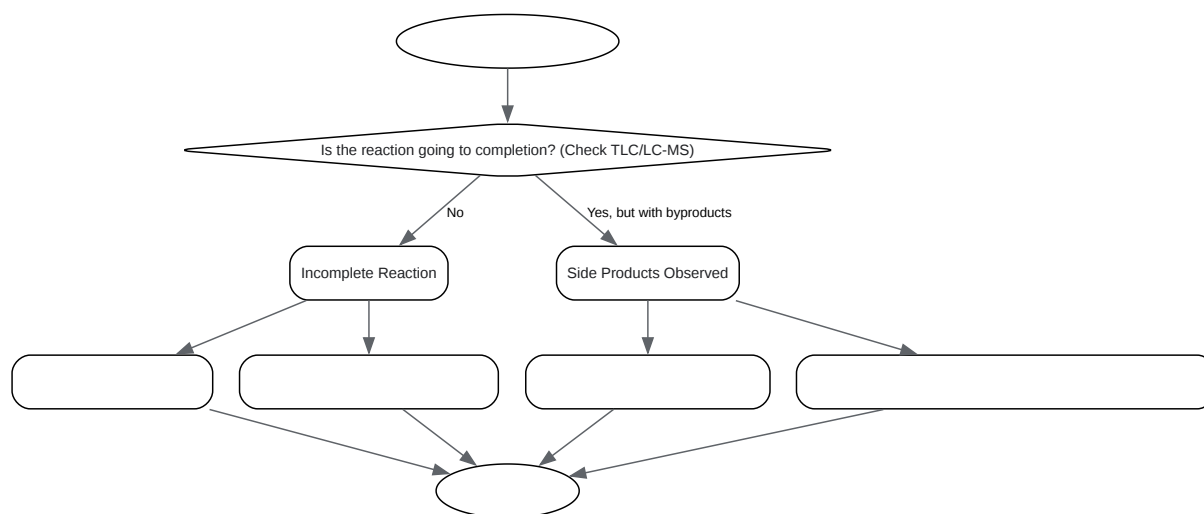 Is the reaction going to completion? (Check TLC/LC-MS)
No
Yes, but with byproducts
Incomplete Reaction
Side Products Observed